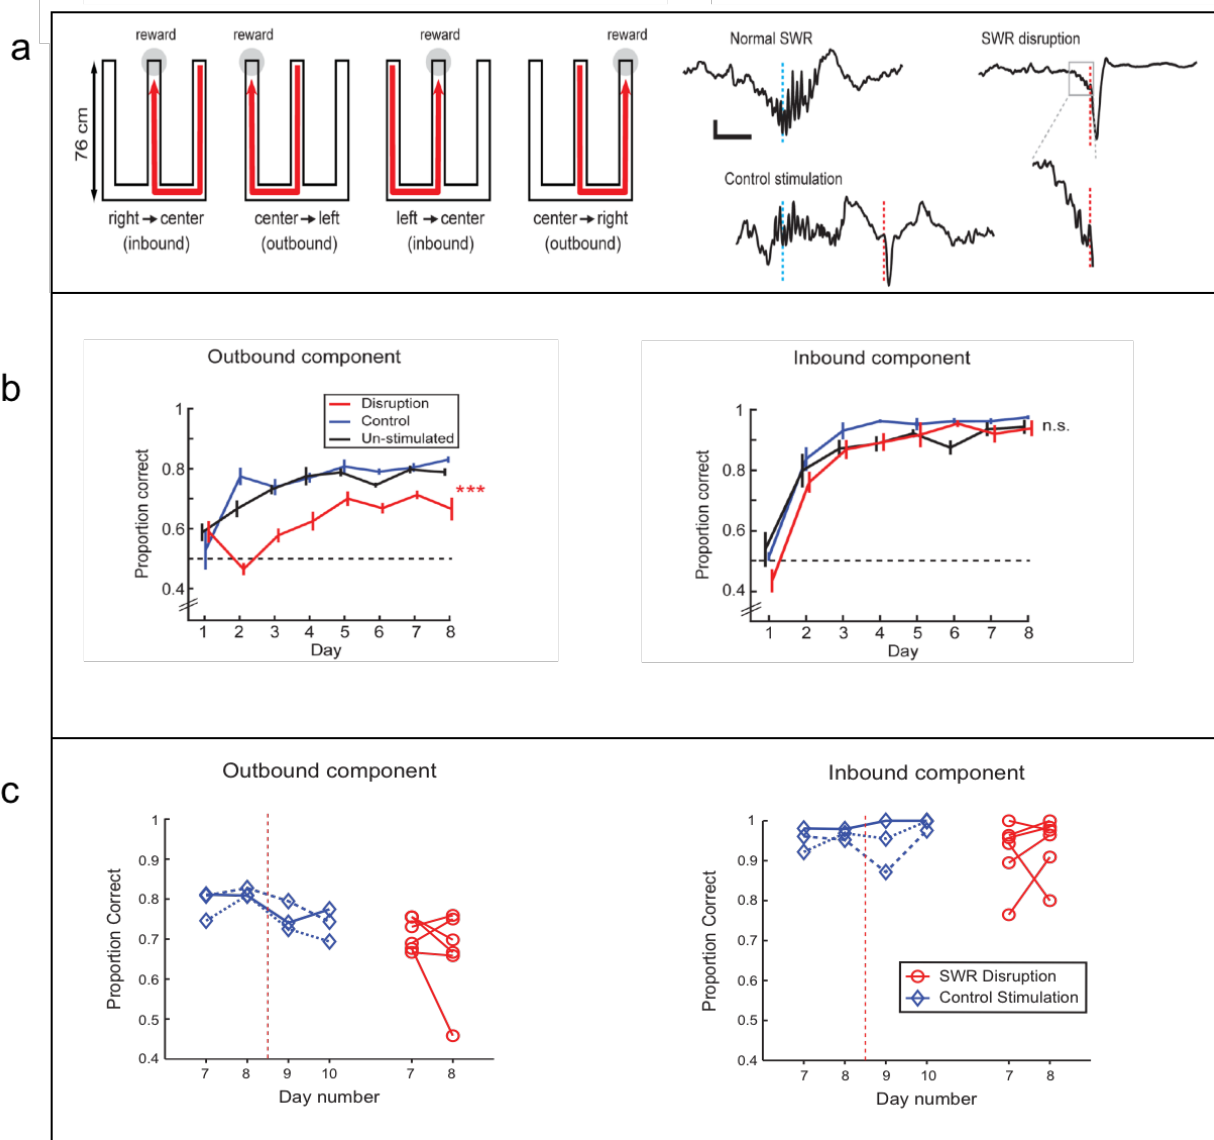 a
reward
reward
reward
reward
76 cm
right → center
(inbound)
center → left
(outbound)
left → center
(inbound)
center → right
(outbound)
Normal SWR
SWR disruption
Control stimulation
b
Outbound component
Disruption
Control
Un-stimulated
Proportion correct
1
0.8
0.6
0.4
***
1 2 3 4 5 6 7 8
Day
Inbound component
Proportion correct
1
0.8
0.6
0.4
n.s.
1 2 3 4 5 6 7 8
Day
c
Outbound component
Proportion Correct
1
0.9
0.8
0.7
0.6
0.5
0.4
7 8 9 10 7 8
Day number
Inbound component
Proportion Correct
1
0.9
0.8
0.7
0.6
0.5
0.4
SWR Disruption
Control Stimulation
7 8 9 10 7 8
Day number